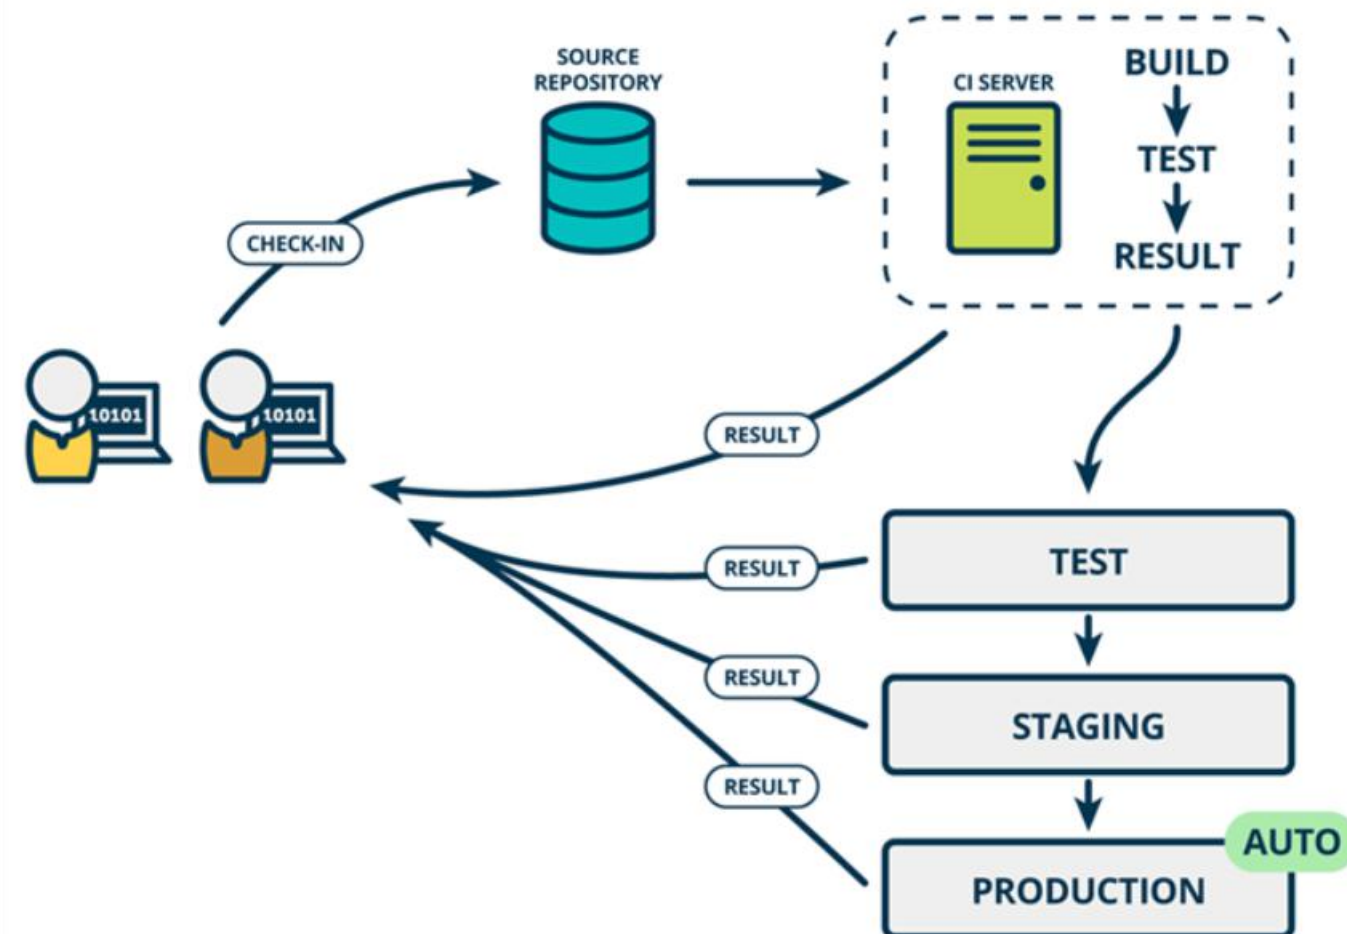 SOURCE
REPOSITORY
CI SERVER
BUILD
TEST
RESULT
CHECK-IN
10101
10101
RESULT
TEST
RESULT
STAGING
RESULT
PRODUCTION
AUTO
RESULT